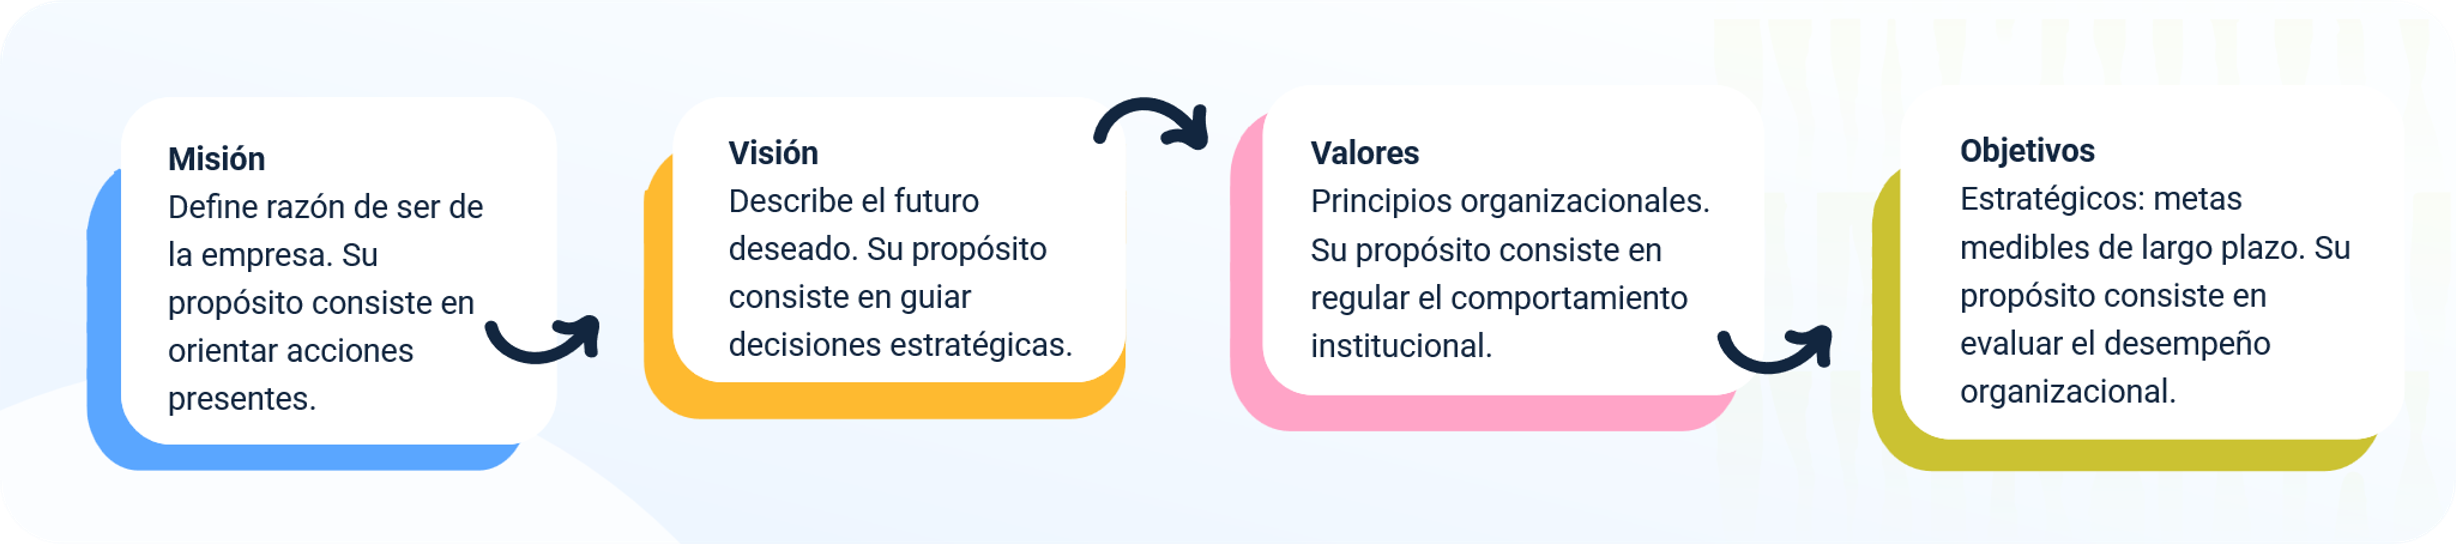 Misión
Define razón de ser de
la empresa. Su
propósito consiste en
orientar acciones
presentes.
Visión
Describe el futuro
deseado. Su propósito
consiste en guiar
decisiones estratégicas.
Valores
Principios organizacionales.
Su propósito consiste en
regular el comportamiento
institucional.
Objetivos
Estratégicos: metas
medibles de largo plazo. Su
propósito consiste en
evaluar el desempeño
organizacional.